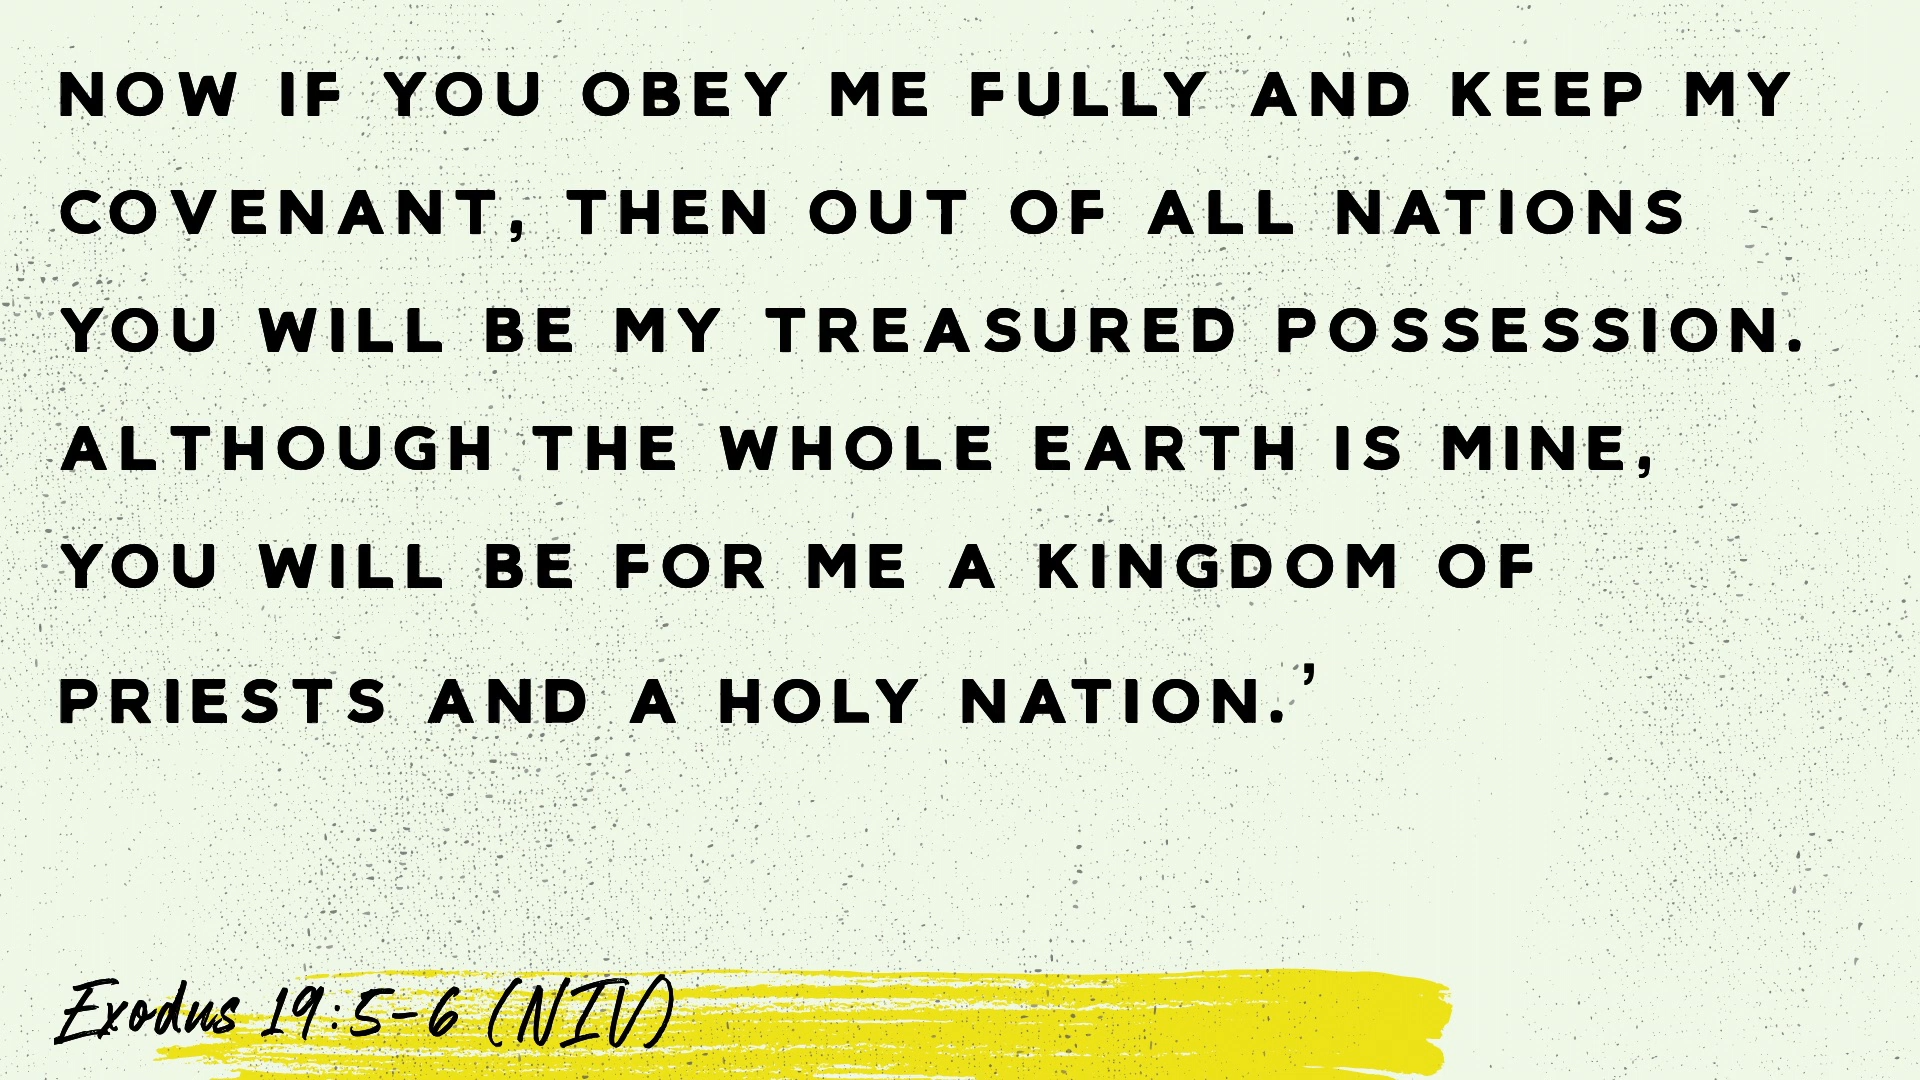 NOW IF YOU OBEY ME FULLY AND KEEP MY
COVENANT, THEN OUT OF ALL NATIONS
YOU WILL BE MY TREASURED POSSESSION.
ALTHOUGH THE WHOLE EARTH IS MINE,
YOU WILL BE FOR ME A KINGDOM OF
PRIESTS AND A HOLY NATION.’
Exodus 19:5-6 (NIV)